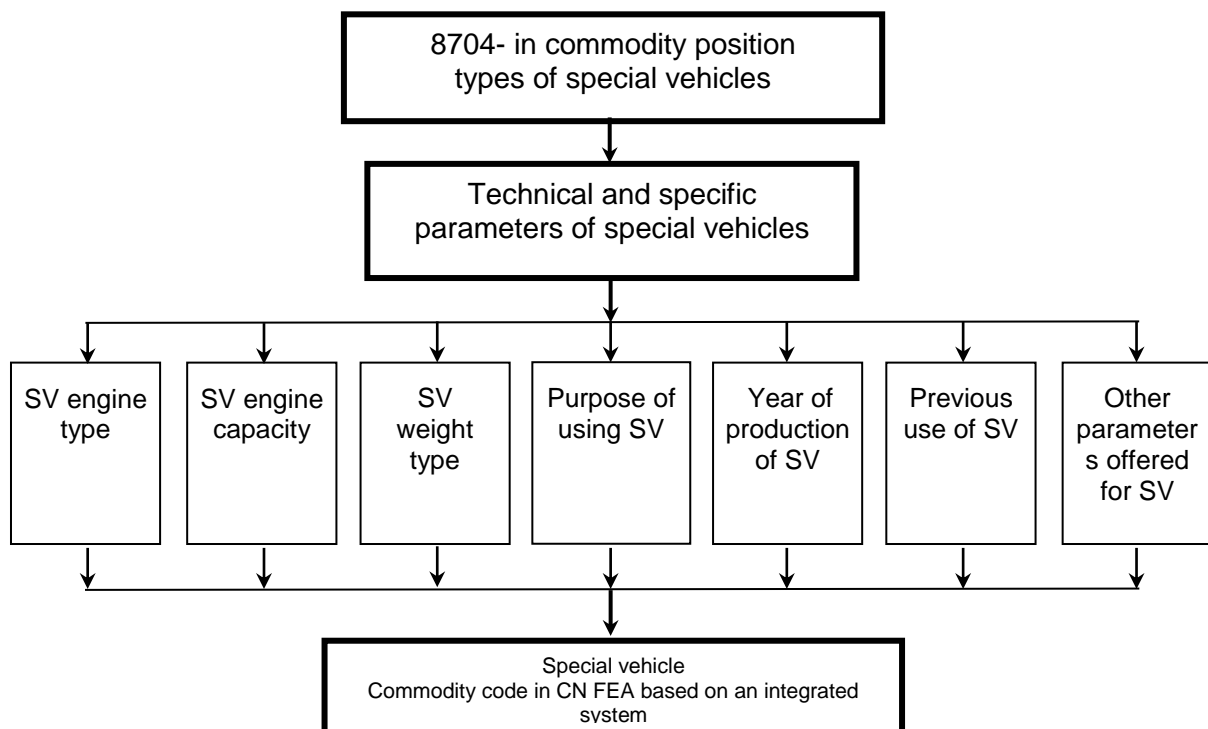 8704- in commodity position
types of special vehicles
Technical and specific
parameters of special vehicles
SV engine
type
SV engine
capacity
SV
weight
type
Purpose of
using SV
Year of
production
of SV
Previous
use of SV
Other
parameter
s offered
for SV
Special vehicle
Commodity code in CN FEA based on an integrated
system